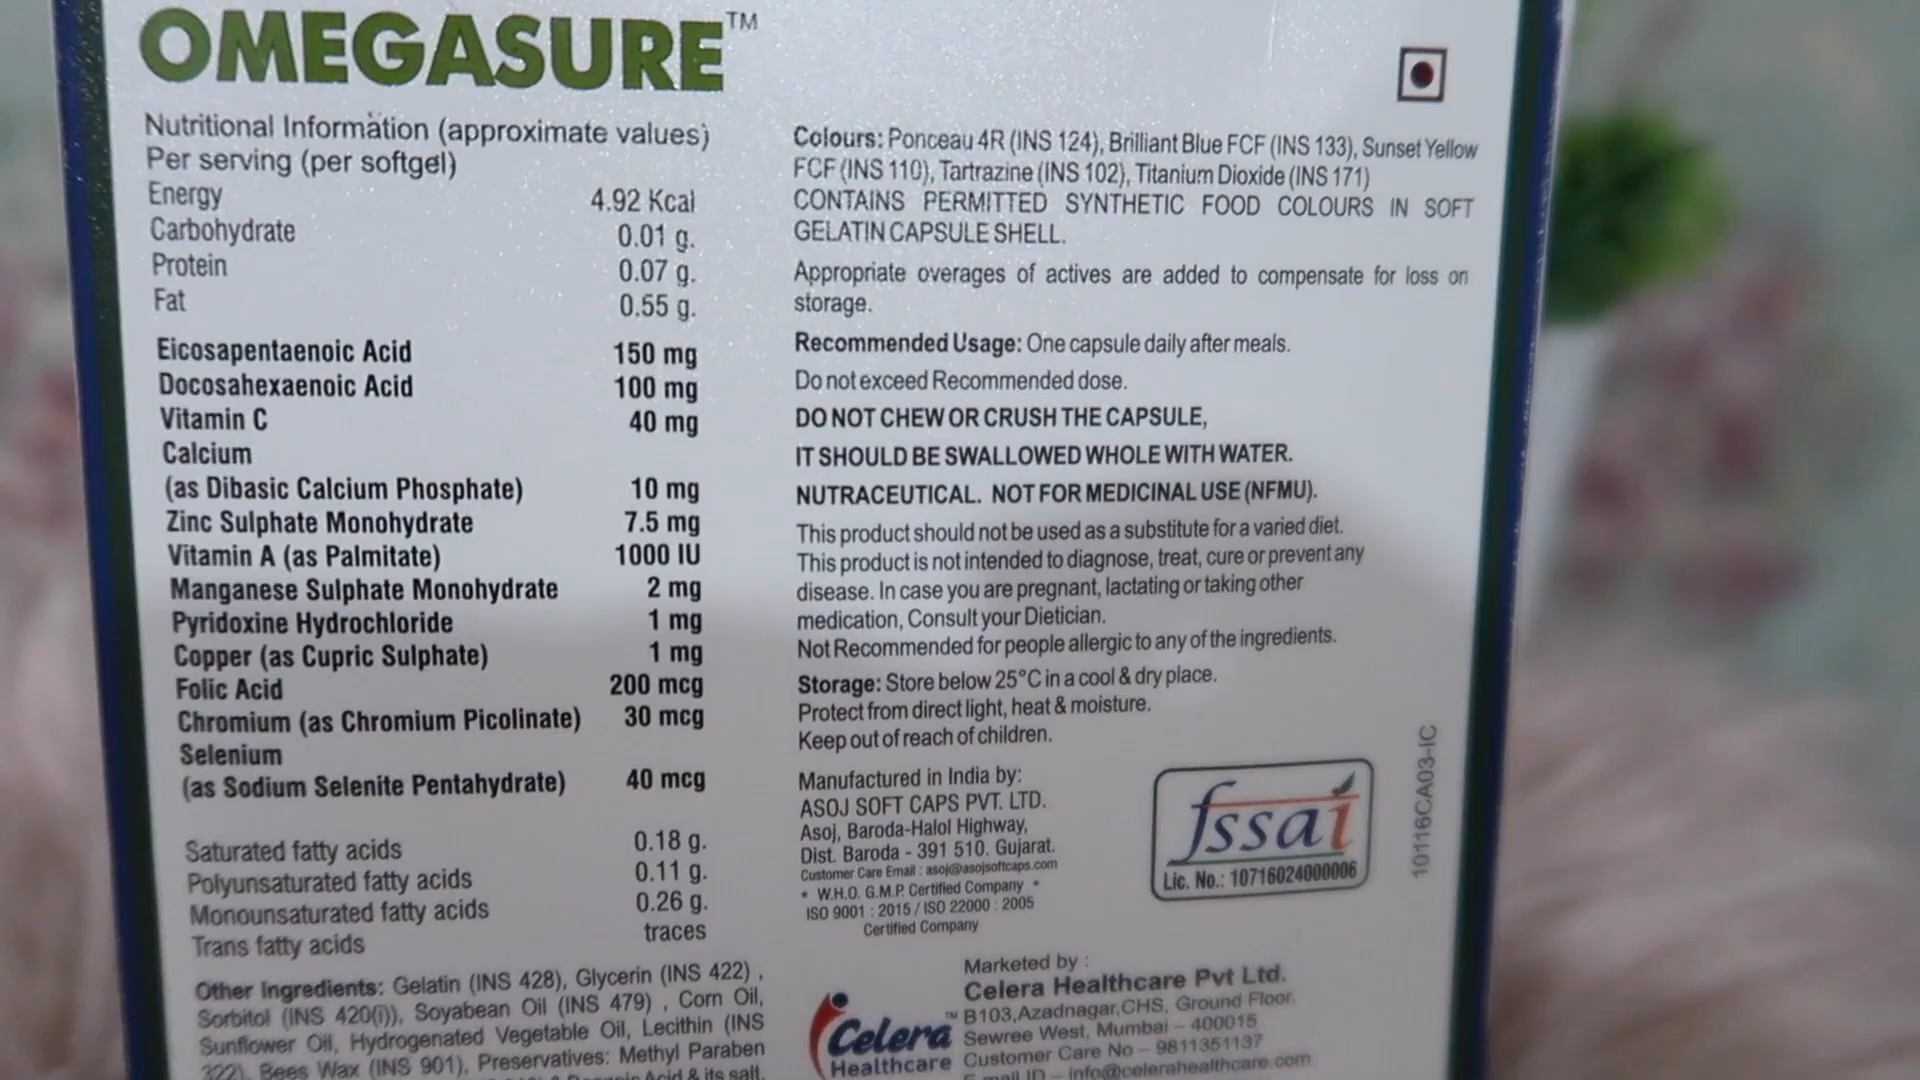 OMEGASURE™
Nutritional Information (approximate values)
Per serving (per softgel)
Energy 4.92 Kcal
Carbohydrate 0.01 g.
Protein 0.07 g.
Fat 0.55 g.
Eicosapentaenoic Acid 150 mg
Docosahexaenoic Acid 100 mg
Vitamin C 40 mg
Calcium
(as Dibasic Calcium Phosphate) 10 mg
Zinc Sulphate Monohydrate 7.5 mg
Vitamin A (as Palmitate) 1000 IU
Manganese Sulphate Monohydrate 2 mg
Pyridoxine Hydrochloride 1 mg
Copper (as Cupric Sulphate) 1 mg
Folic Acid 200 mcg
Chromium (as Chromium Picolinate) 30 mcg
Selenium
(as Sodium Selenite Pentahydrate) 40 mcg
Saturated fatty acids 0.18 g.
Polyunsaturated fatty acids 0.11 g.
Monounsaturated fatty acids 0.26 g.
Trans fatty acids traces
Other Ingredients: Gelatin (INS 428), Glycerin (INS 422) ,
Sorbitol (INS 420(i)), Soyabean Oil (INS 479) , Corn Oil,
Sunflower Oil, Hydrogenated Vegetable Oil, Lecithin (INS
322), Bees Wax (INS 901), Preservatives: Methyl Paraben
Acid & its salt,
Colours: Ponceau 4R (INS 124), Brilliant Blue FCF (INS 133), Sunset Yellow
FCF (INS 110), Tartrazine (INS 102), Titanium Dioxide (INS 171)
CONTAINS PERMITTED SYNTHETIC FOOD COLOURS IN SOFT
GELATIN CAPSULE SHELL.
Appropriate overages of actives are added to compensate for loss on
storage.
Recommended Usage: One capsule daily after meals.
Do not exceed Recommended dose.
DO NOT CHEW OR CRUSH THE CAPSULE,
IT SHOULD BE SWALLOWED WHOLE WITH WATER.
NUTRACEUTICAL. NOT FOR MEDICINAL USE (NFMU).
This product should not be used as a substitute for a varied diet.
This product is not intended to diagnose, treat, cure or prevent any
disease. In case you are pregnant, lactating or taking other
medication, Consult your Dietician.
Not Recommended for people allergic to any of the ingredients.
Storage: Store below 25°C in a cool & dry place.
Protect from direct light, heat & moisture.
Keep out of reach of children.
Manufactured in India by:
ASOJ SOFT CAPS PVT. LTD.
Asoj, Baroda-Halol Highway,
Dist. Baroda - 391 510. Gujarat.
Customer Care Email : asoj@asojsoftcaps.com
* W.H.O. G.M.P. Certified Company *
ISO 9001 : 2015 / ISO 22000 : 2005
Certified Company
fssai
Lic. No.: 10716024000006
10116CA03-IC
Celera™
Healthcare
Marketed by :
Celera Healthcare Pvt Ltd.
B103,Azadnagar,CHS, Ground Floor,
Sewree West, Mumbai – 400015
Customer Care No – 9811351137
E-mail ID – info@celerahealthcare.com